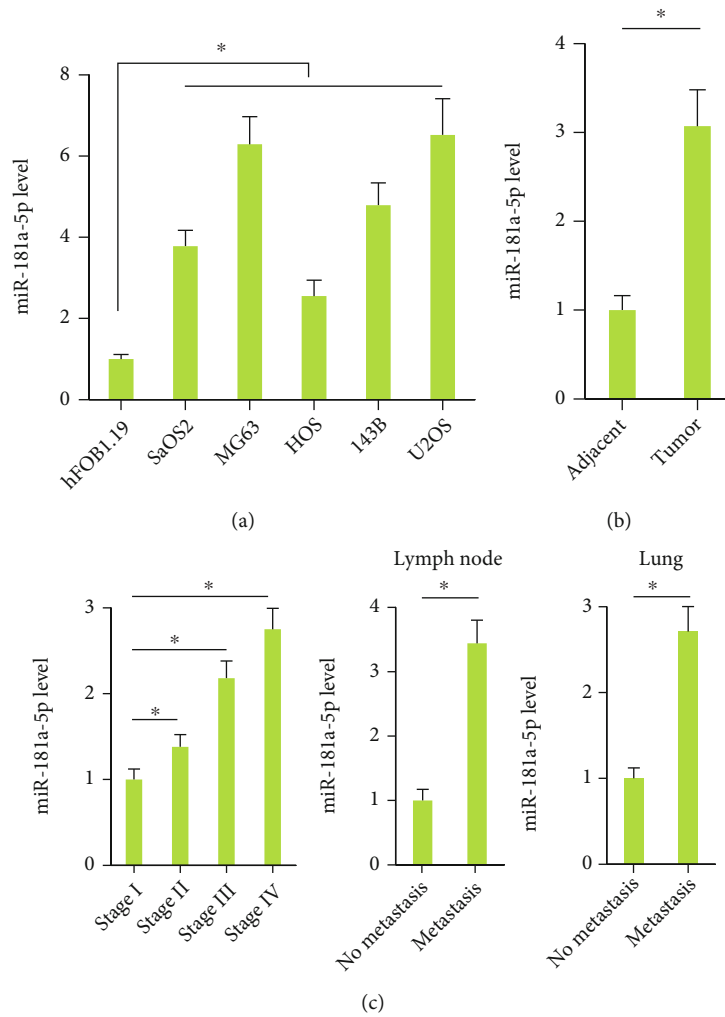 *
8
6
4
2
0
miR-181a-5p level
hFOB1.19
SaOS2
MG63
HOS
143B
U2OS
(a)
*
4
3
2
1
0
miR-181a-5p level
Adjacent
Tumor
(b)
*
*
*
3
2
1
0
miR-181a-5p level
Stage I
Stage II
Stage III
Stage IV
Lymph node
*
4
3
2
1
0
miR-181a-5p level
No metastasis
Metastasis
Lung
*
3
2
1
0
miR-181a-5p level
No metastasis
Metastasis
(c)